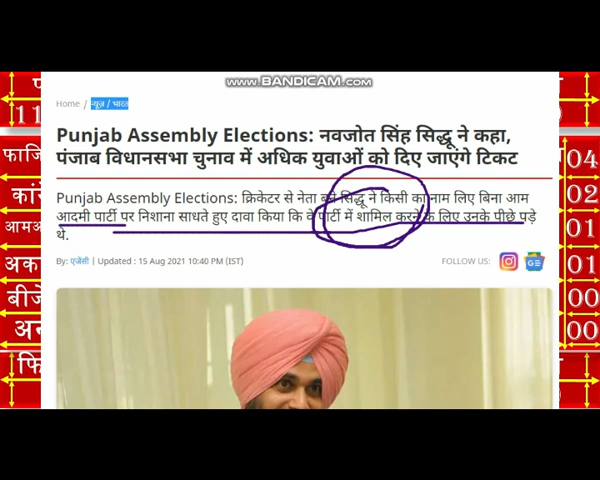 www.BANDICAM.com
Home / न्यूज़ / भारत
Punjab Assembly Elections: नवजोत सिंह सिद्धू ने कहा,
पंजाब विधानसभा चुनाव में अधिक युवाओं को दिए जाएंगे टिकट
Punjab Assembly Elections: क्रिकेटर से नेता बने सिद्धू ने किसी का नाम लिए बिना आम
आदमी पार्टी पर निशाना साधते हुए दावा किया कि वे पार्टी में शामिल करने के लिए उनके पीछे पड़े
थे.
By: एजेंसी | Updated : 15 Aug 2021 10:40 PM (IST)
FOLLOW US:
11
फाजि
04
कांग्रे
02
01
अका
01
बीजे
00
अन
00
फि